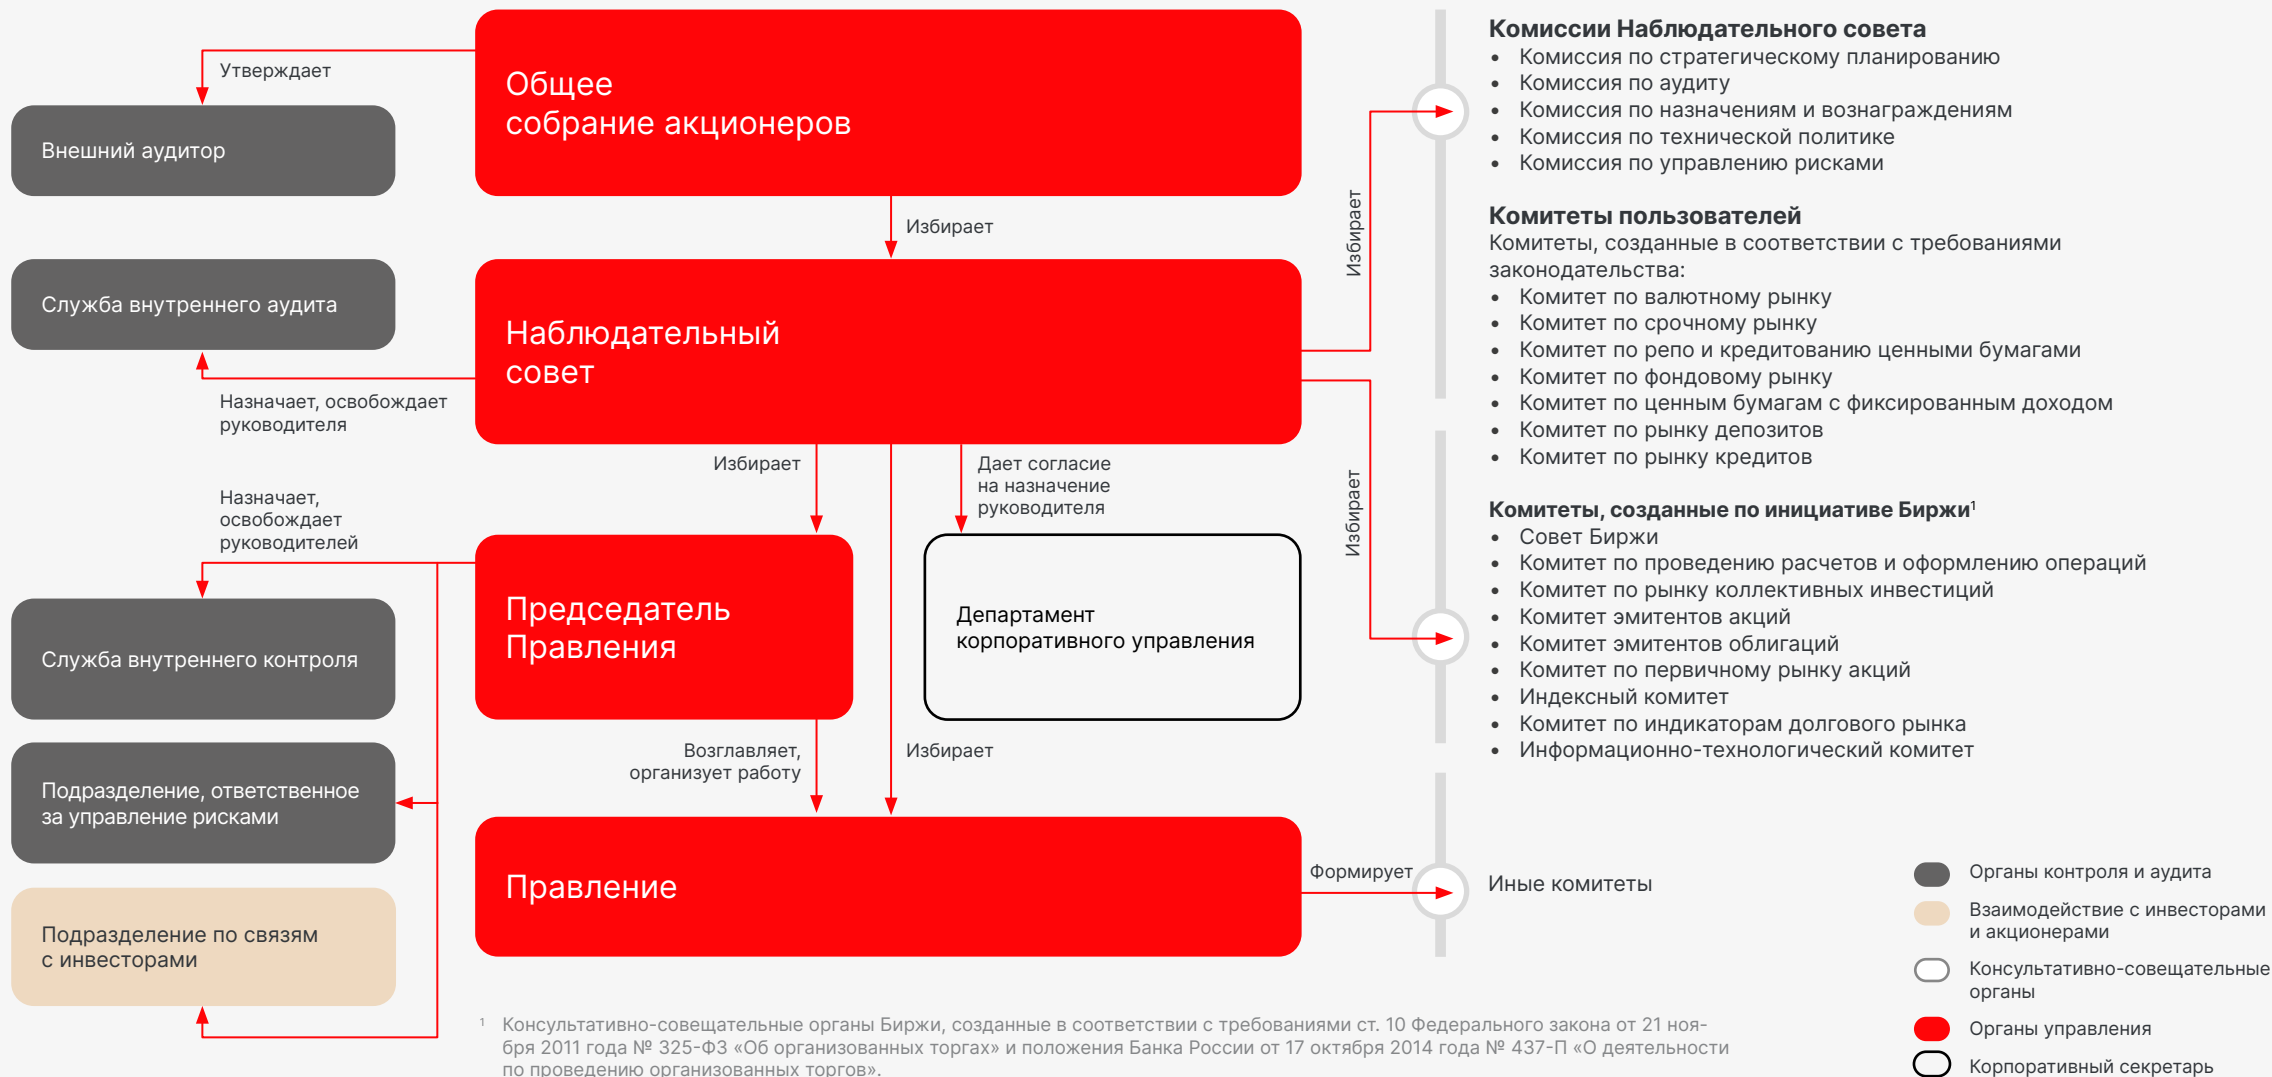 Утверждает
Внешний аудитор
Общее
собрание акционеров
Избирает
Служба внутреннего аудита
Наблюдательный
совет
Назначает, освобождает
руководителя
Избирает
Дает согласие
на назначение
руководителя
Назначает,
освобождает
руководителей
Председатель
Правления
Департамент
корпоративного управления
Служба внутреннего контроля
Возглавляет,
организует работу
Избирает
Подразделение, ответственное
за управление рисками
Правление
Подразделение по связям
с инвесторами
Избирает
Избирает
Формирует
Комиссии Наблюдательного совета
• Комиссия по стратегическому планированию
• Комиссия по аудиту
• Комиссия по назначениям и вознаграждениям
• Комиссия по технической политике
• Комиссия по управлению рисками
Комитеты пользователей
Комитеты, созданные в соответствии с требованиями
законодательства:
• Комитет по валютному рынку
• Комитет по срочному рынку
• Комитет по репо и кредитованию ценными бумагами
• Комитет по фондовому рынку
• Комитет по ценным бумагам с фиксированным доходом
• Комитет по рынку депозитов
• Комитет по рынку кредитов
Комитеты, созданные по инициативе Биржи¹
• Совет Биржи
• Комитет по проведению расчетов и оформлению операций
• Комитет по рынку коллективных инвестиций
• Комитет эмитентов акций
• Комитет эмитентов облигаций
• Комитет по первичному рынку акций
• Индексный комитет
• Комитет по индикаторам долгового рынка
• Информационно-технологический комитет
Иные комитеты
Органы контроля и аудита
Взаимодействие с инвесторами
и акционерами
Консультативно-совещательные
органы
Органы управления
Корпоративный секретарь
¹ Консультативно-совещательные органы Биржи, созданные в соответствии с требованиями ст. 10 Федерального закона от 21 ноя-
бря 2011 года № 325-ФЗ «Об организованных торгах» и положения Банка России от 17 октября 2014 года № 437-П «О деятельности
по проведению организованных торгов».